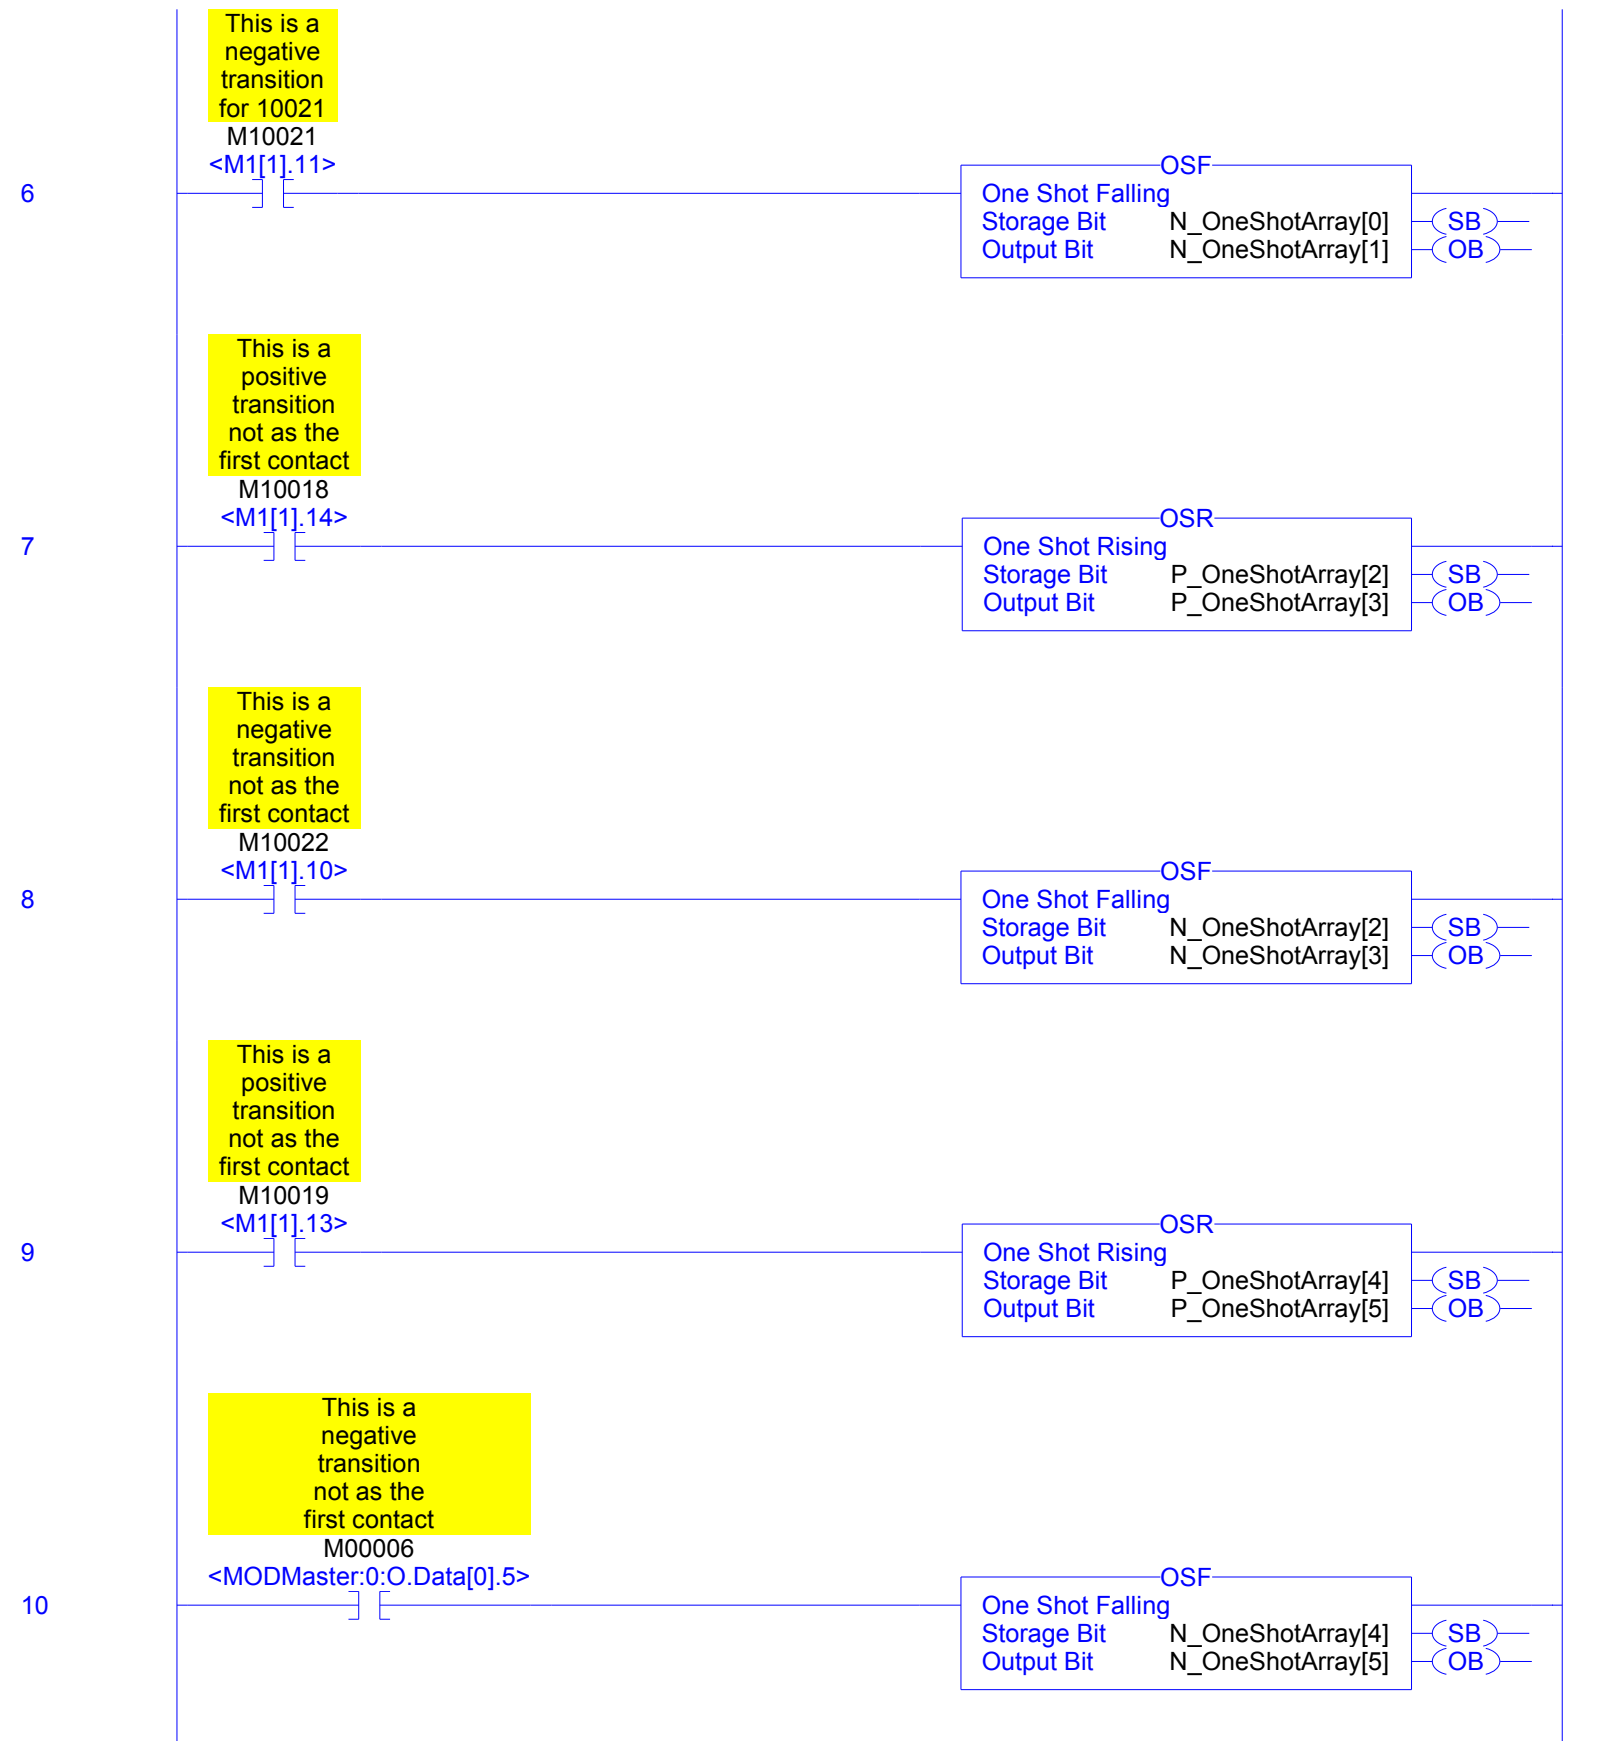 This is a
negative
transition
for 10021
M10021
<M1[1].11>
6
OSF
One Shot Falling
Storage Bit N_OneShotArray[0] SB
Output Bit N_OneShotArray[1] OB
This is a
positive
transition
not as the
first contact
M10018
<M1[1].14>
7
OSR
One Shot Rising
Storage Bit P_OneShotArray[2] SB
Output Bit P_OneShotArray[3] OB
This is a
negative
transition
not as the
first contact
M10022
<M1[1].10>
8
OSF
One Shot Falling
Storage Bit N_OneShotArray[2] SB
Output Bit N_OneShotArray[3] OB
This is a
positive
transition
not as the
first contact
M10019
<M1[1].13>
9
OSR
One Shot Rising
Storage Bit P_OneShotArray[4] SB
Output Bit P_OneShotArray[5] OB
This is a
negative
transition
not as the
first contact
M00006
<MODMaster:0:O.Data[0].5>
10
OSF
One Shot Falling
Storage Bit N_OneShotArray[4] SB
Output Bit N_OneShotArray[5] OB